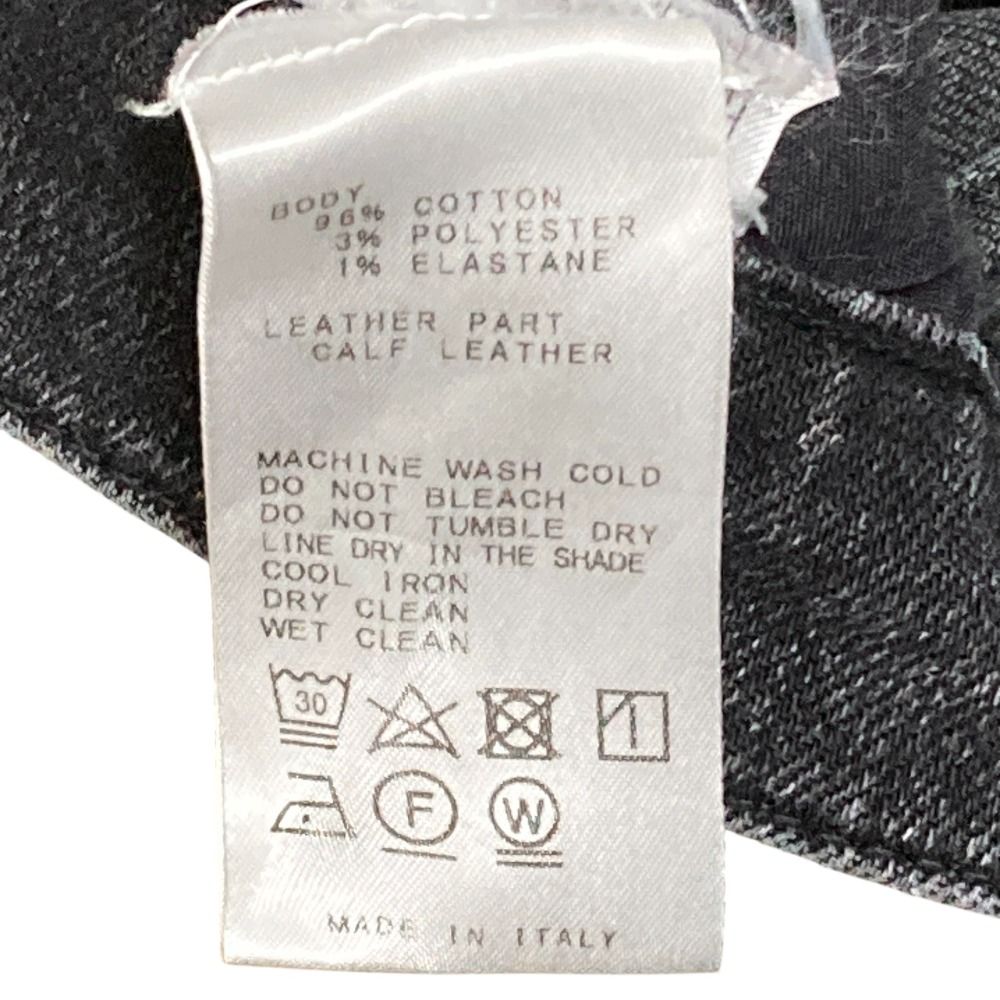 BODY
96% COTTON
3% POLYESTER
1% ELASTANE
LEATHER PART
CALF LEATHER
MACHINE WASH COLD
DO NOT BLEACH
DO NOT TUMBLE DRY
LINE DRY IN THE SHADE
COOL IRON
DRY CLEAN
WET CLEAN
30
F W
MADE IN ITALY